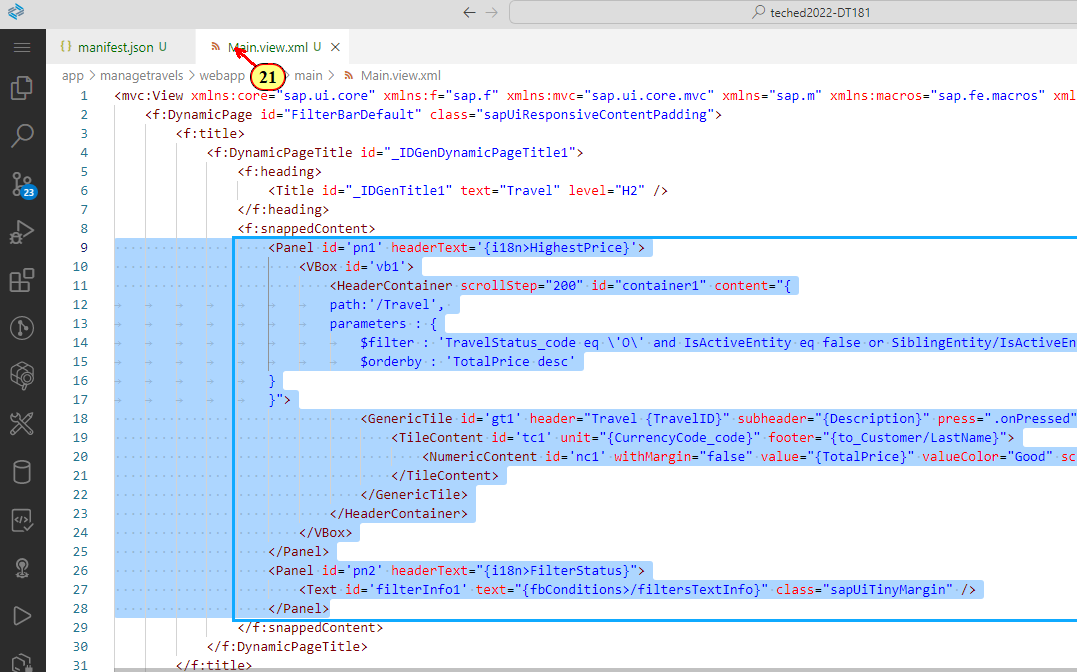 teched2022-DT181
manifest.json U
Main.view.xml U
21
app > managetravels > webapp > main > Main.view.xml
1 <mvc:View xmlns:core="sap.ui.core" xmlns:f="sap.f" xmlns:mvc="sap.ui.core.mvc" xmlns="sap.m" xmlns:macros="sap.fe.macros" xml
2 <f:DynamicPage id="FilterBarDefault" class="sapUiResponsiveContentPadding">
3 <f:title>
4 <f:DynamicPageTitle id="_IDGenDynamicPageTitle1">
5 <f:heading>
6 <Title id="_IDGenTitle1" text="Travel" level="H2" />
7 </f:heading>
8 <f:snappedContent>
9 <Panel id='pn1' headerText='{i18n>HighestPrice}'>
10 <VBox id='vb1'>
11 <HeaderContainer scrollStep="200" id="container1" content="{
12 path:'/Travel',
13 parameters : {
14 $filter : 'TravelStatus_code eq \'O\' and IsActiveEntity eq false or SiblingEntity/IsActiveEn
15 $orderby : 'TotalPrice desc'
16 }
17 }">
18 <GenericTile id='gt1' header="Travel {TravelID}" subheader="{Description}" press=".onPressed"
19 <TileContent id='tc1' unit="{CurrencyCode_code}" footer="{to_Customer/LastName}">
20 <NumericContent id='nc1' withMargin="false" value="{TotalPrice}" valueColor="Good" sc
21 </TileContent>
22 </GenericTile>
23 </HeaderContainer>
24 </VBox>
25 </Panel>
26 <Panel id='pn2' headerText="{i18n>FilterStatus}">
27 <Text id='filterInfo1' text="{fbConditions>/filtersTextInfo}" class="sapUiTinyMargin" />
28 </Panel>
29 </f:snappedContent>
30 </f:DynamicPageTitle>
31 </f:title>
23